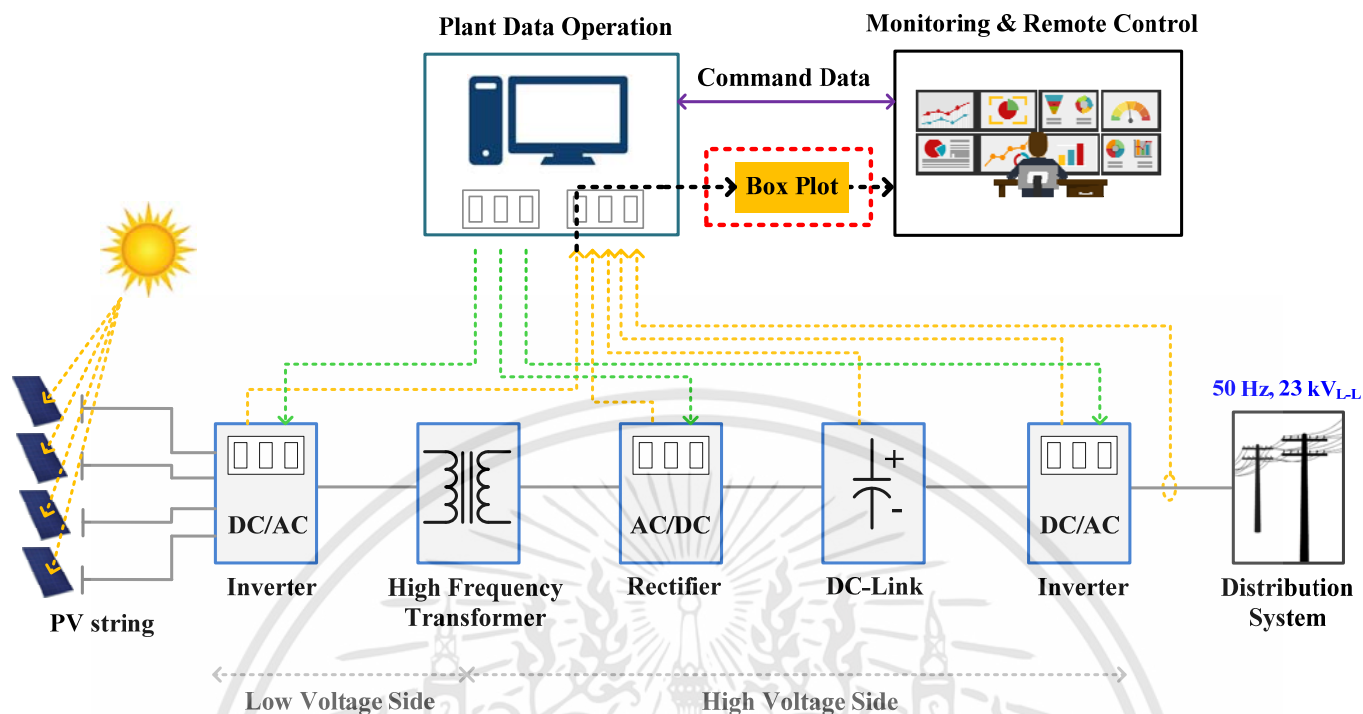 Plant Data Operation
Monitoring & Remote Control
Command Data
Box Plot
50 Hz, 23 kVL-L
DC/AC
AC/DC
+
-
DC/AC
Inverter
High Frequency
Transformer
Rectifier
DC-Link
Inverter
Distribution
System
PV string
Low Voltage Side
High Voltage Side